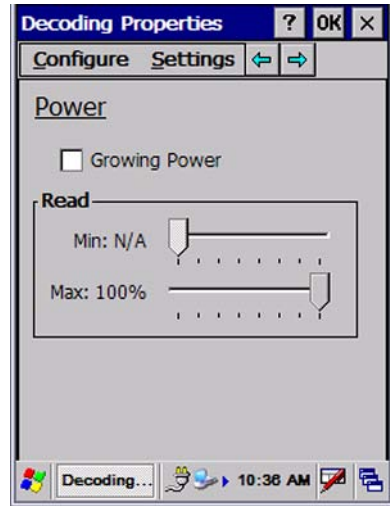 Decoding Properties ? OK ×
Configure Settings
Power
Growing Power
Read
Min: N/A
Max: 100%
Decoding... 10:36 AM